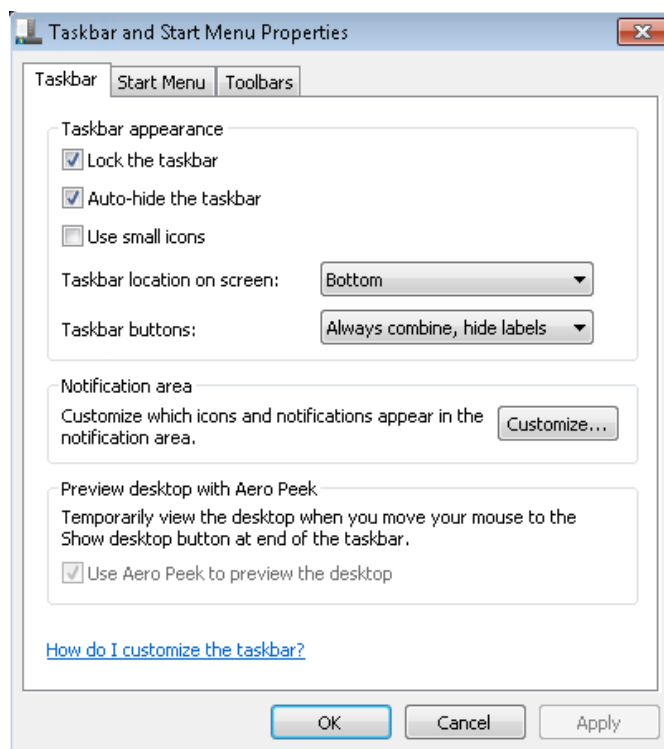 Taskbar and Start Menu Properties
Taskbar
Start Menu
Toolbars
Taskbar appearance
Lock the taskbar
Auto-hide the taskbar
Use small icons
Taskbar location on screen:
Bottom
Taskbar buttons:
Always combine, hide labels
Notification area
Customize which icons and notifications appear in the
notification area.
Customize...
Preview desktop with Aero Peek
Temporarily view the desktop when you move your mouse to the
Show desktop button at end of the taskbar.
Use Aero Peek to preview the desktop
How do I customize the taskbar?
OK
Cancel
Apply